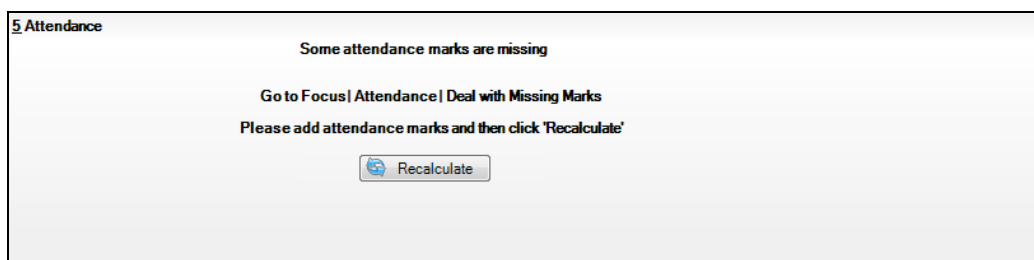 5 Attendance
Some attendance marks are missing
Go to Focus | Attendance | Deal with Missing Marks
Please add attendance marks and then click 'Recalculate'
Recalculate